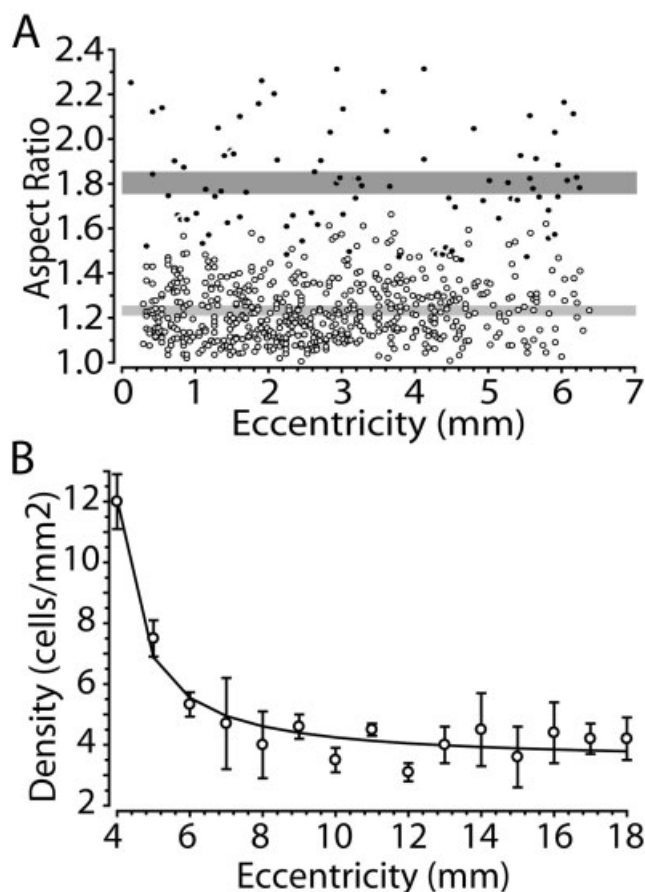 A
Aspect Ratio
2.4
2.2
2.0
1.8
1.6
1.4
1.2
1.0
0 1 2 3 4 5 6 7
Eccentricity (mm)
B
Density (cells/mm2)
12
10
8
6
4
2
4 6 8 10 12 14 16 18
Eccentricity (mm)